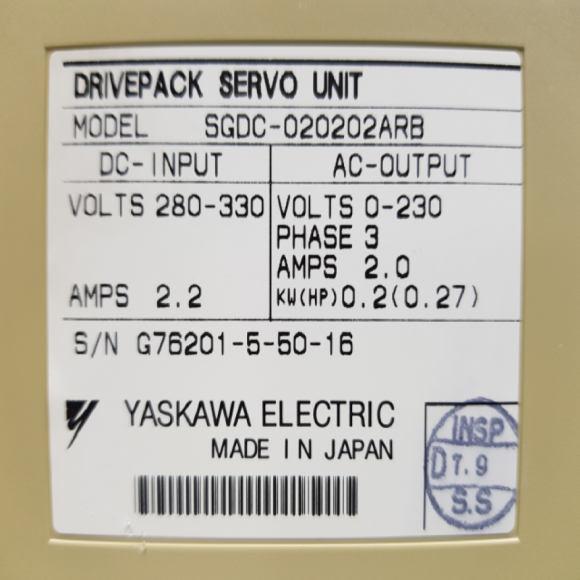 DRIVEPACK SERVO UNIT
MODEL SGDC-020202ARB
DC-INPUT
VOLTS 280-330
AMPS 2.2
AC-OUTPUT
VOLTS 0-230
PHASE 3
AMPS 2.0
KW(HP)0.2(0.27)
S/N G76201-5-50-16
YASKAWA ELECTRIC
MADE IN JAPAN
INSP
D7.9
S.S